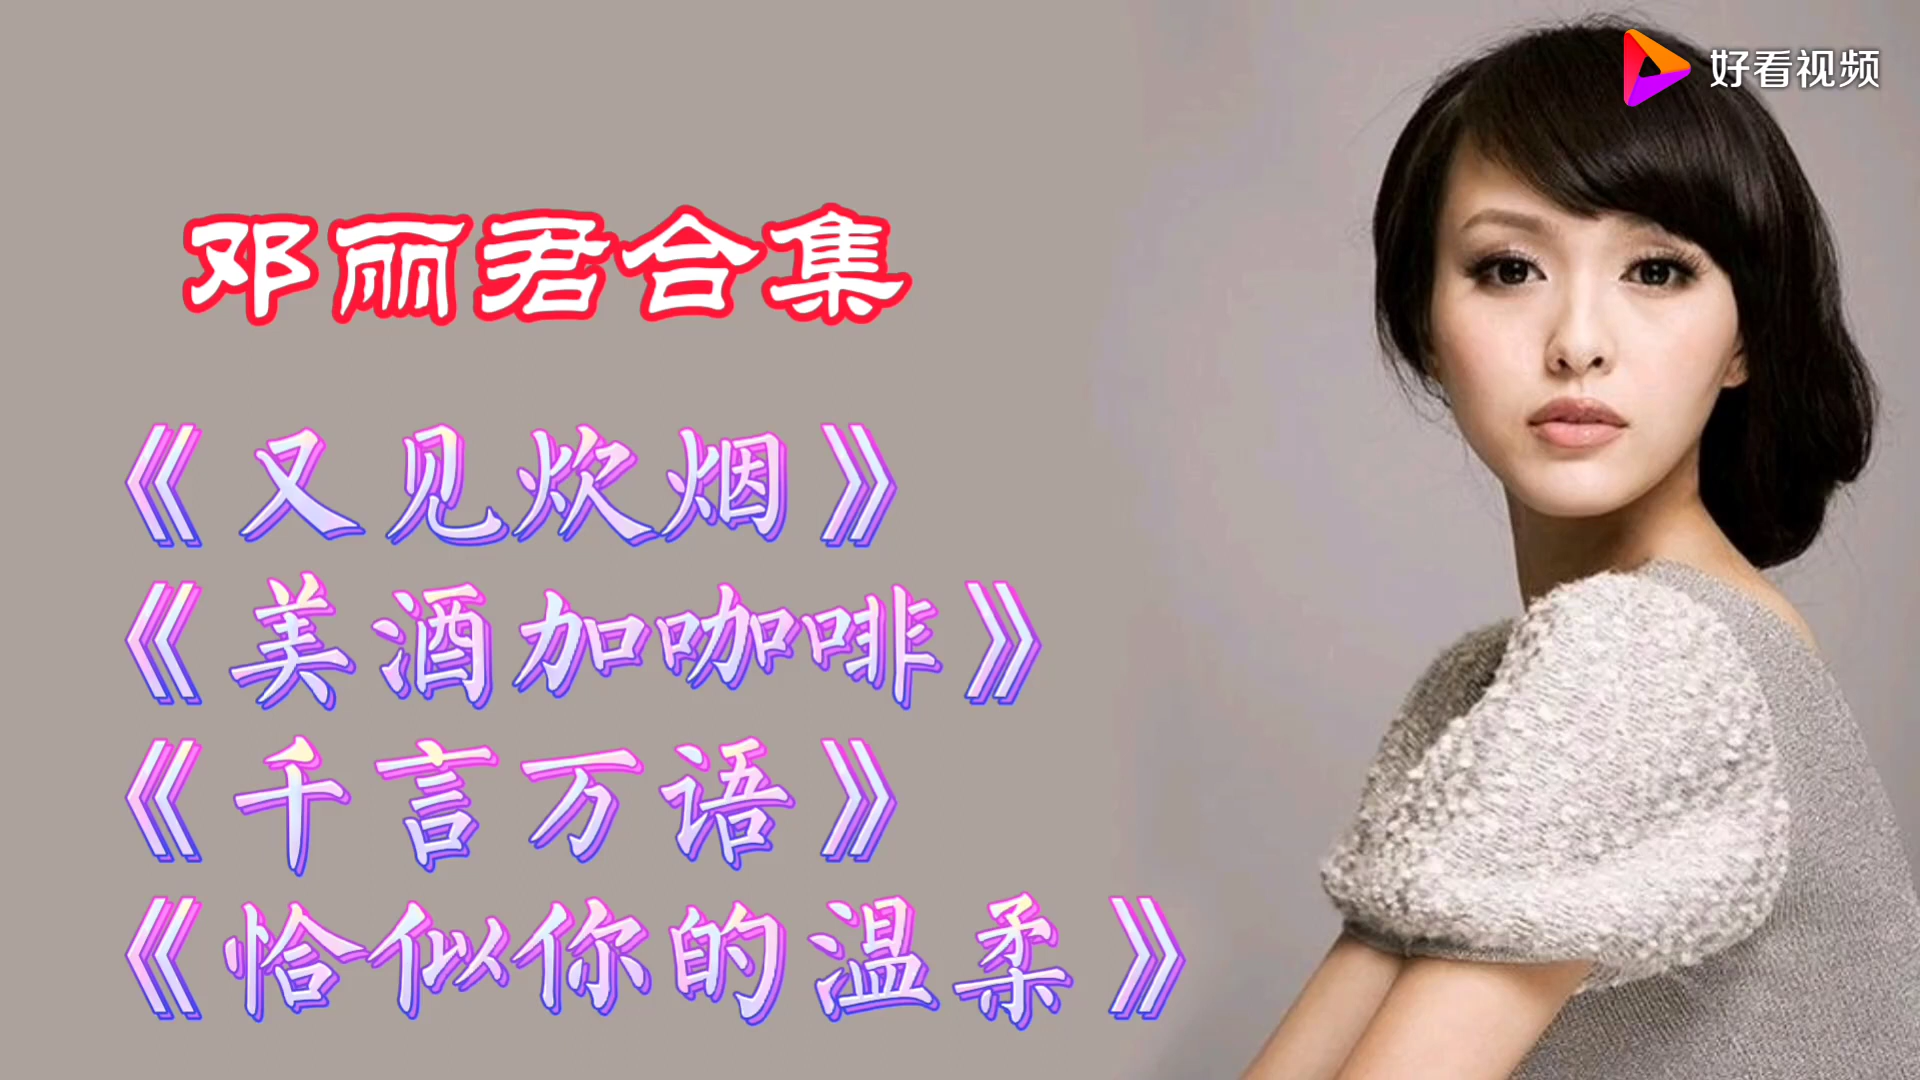 好看视频
邓丽君合集
《又见炊烟》
《美酒加咖啡》
《千言万语》
《恰似你的温柔》